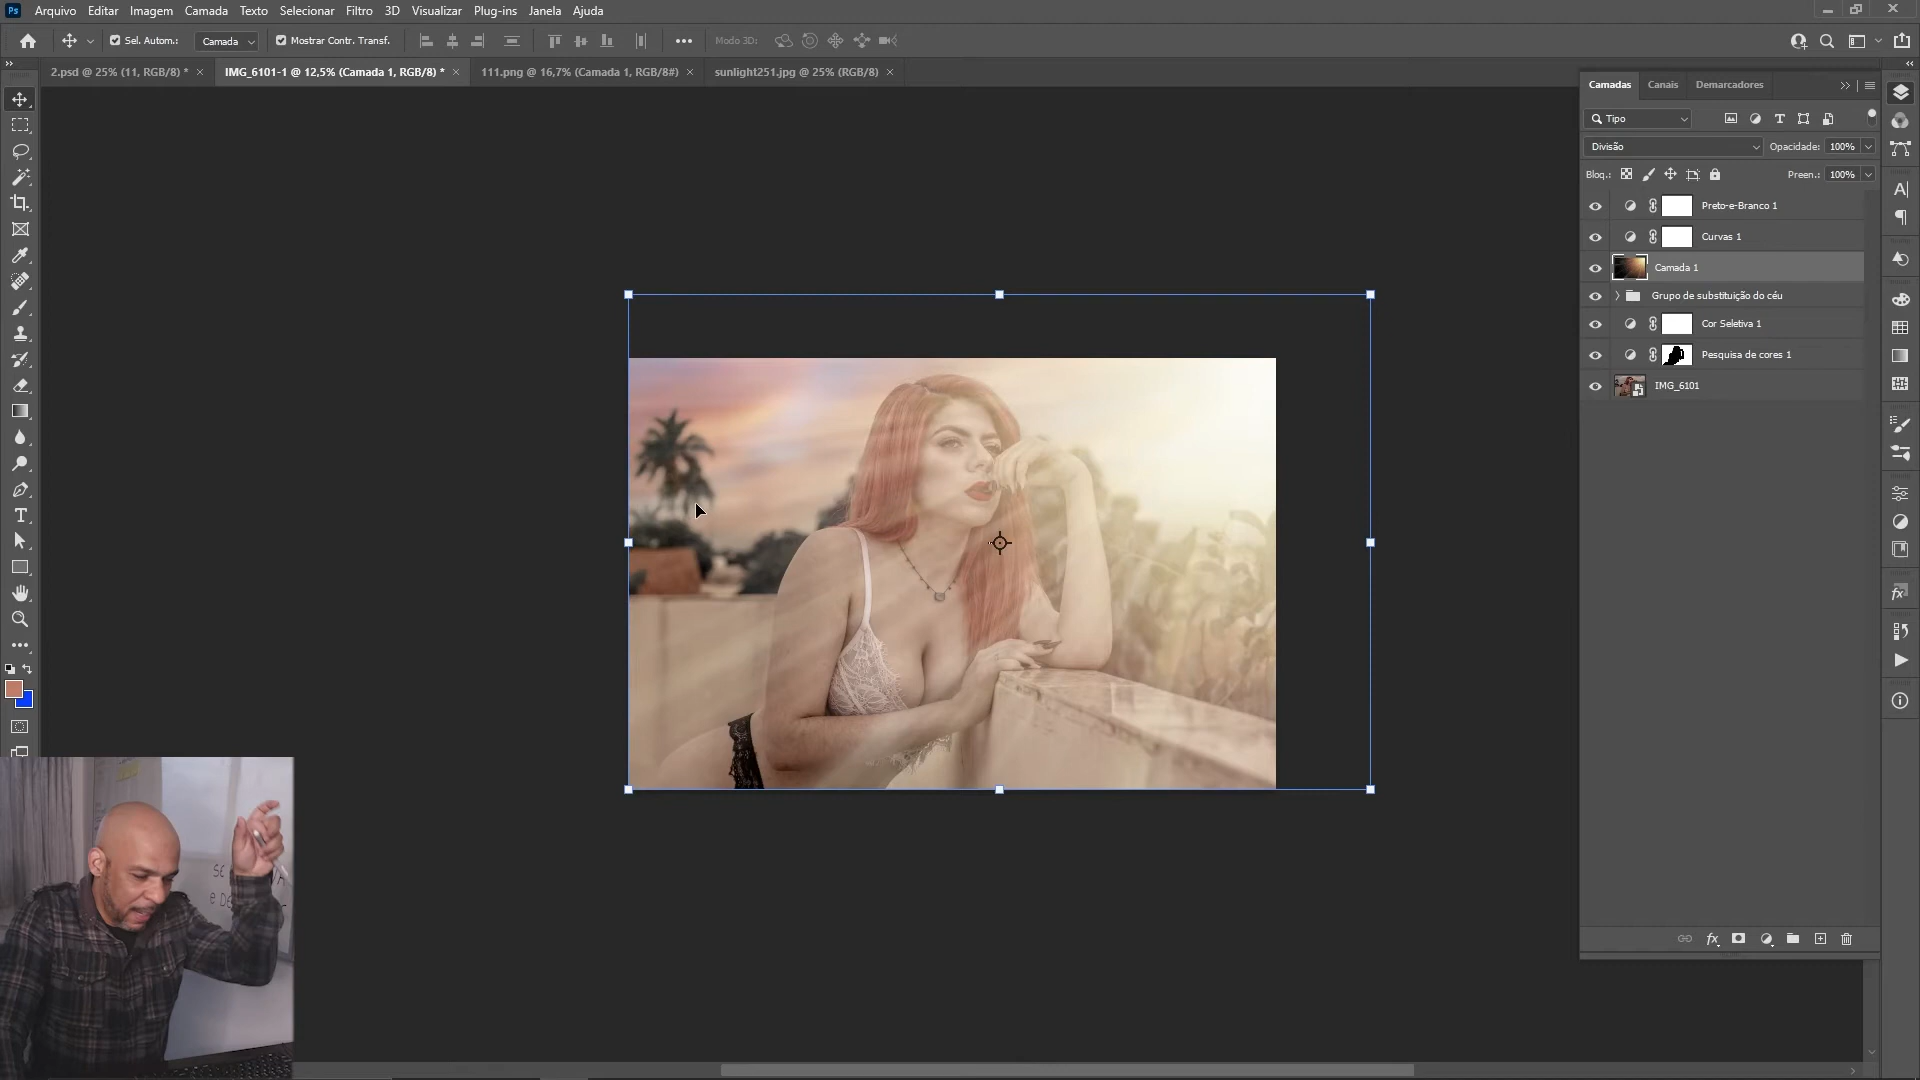 Ps Arquivo Editar Imagem Camada Texto Selecionar Filtro 3D Visualizar Plug-ins Janela Ajuda
Sel. Autom.: Camada Mostrar Contr. Transf. Modo 3D:
2.psd @ 25% (11, RGB/8) * IMG_6101-1 @ 12,5% (Camada 1, RGB/8) * 111.png @ 16,7% (Camada 1, RGB/8#) sunlight251.jpg @ 25% (RGB/8)
Camadas Canais Demarcadores
Tipo
Divisão Opacidade: 100%
Bloq.: Preen.: 100%
Preto-e-Branco 1
Curvas 1
Camada 1
Grupo de substituição do céu
Cor Seletiva 1
Pesquisa de cores 1
IMG_6101